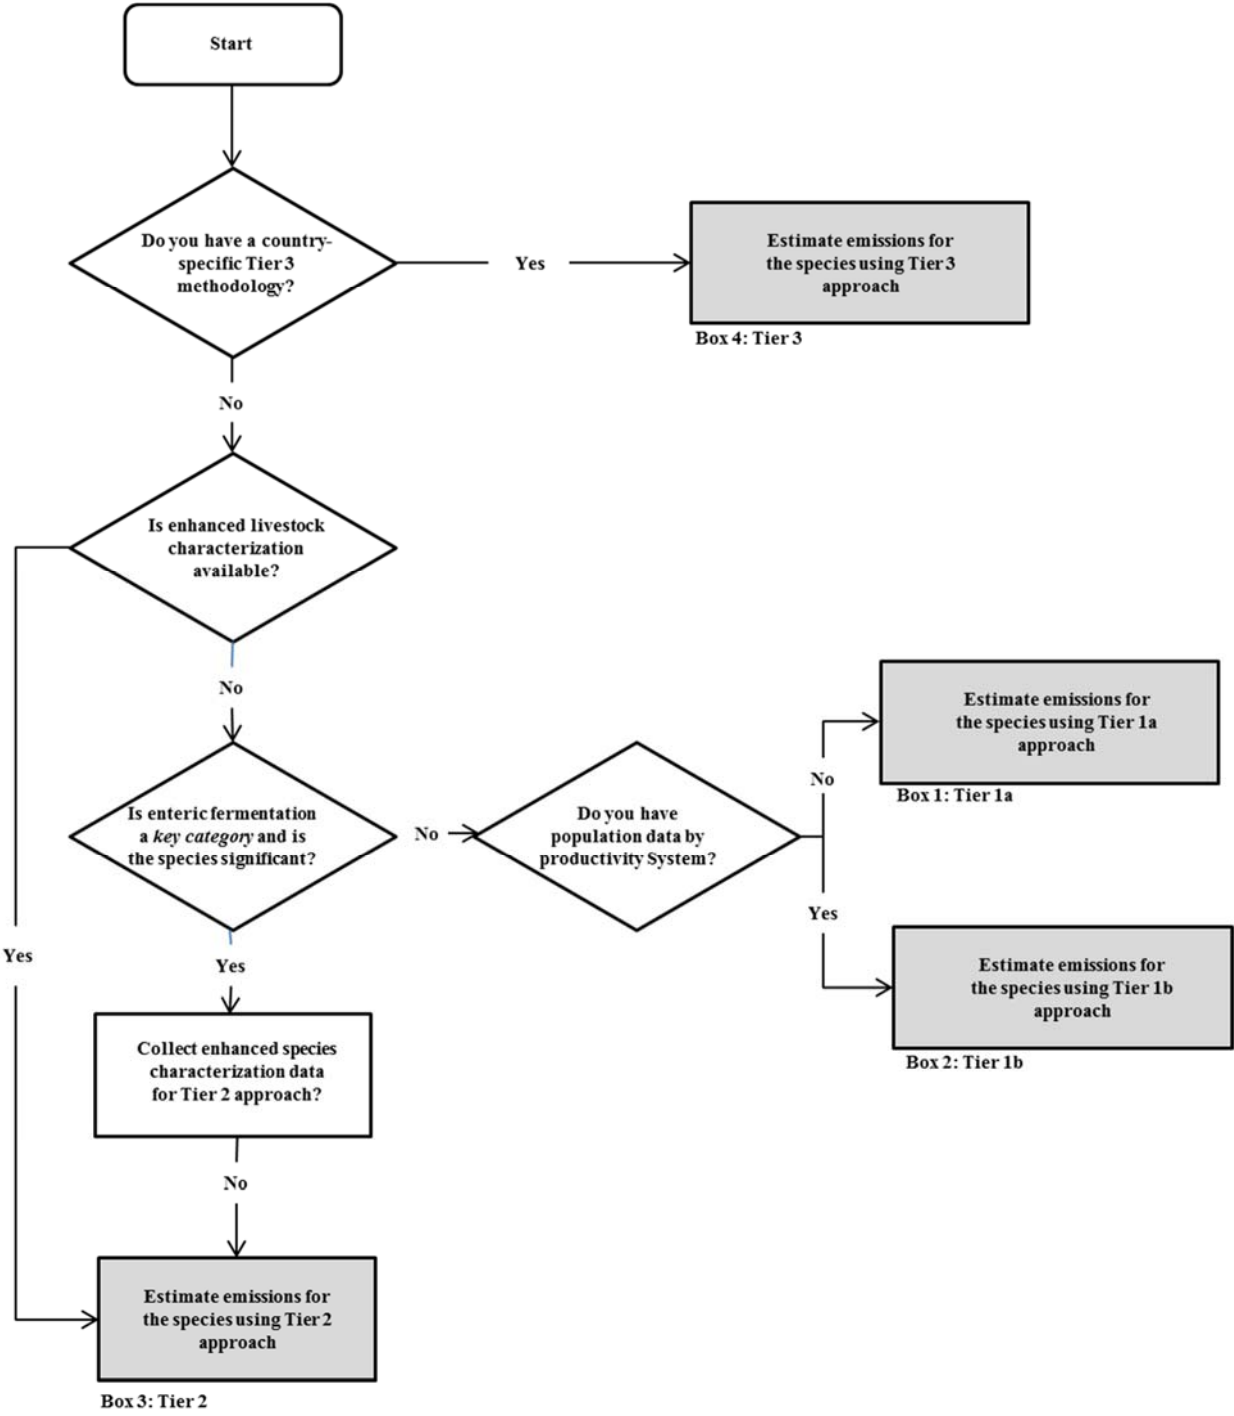 Start
Do you have a country-
specific Tier 3
methodology?
Yes
Estimate emissions for
the species using Tier 3
approach
Box 4: Tier 3
No
Is enhanced livestock
characterization
available?
No
Is enteric fermentation
a key category and is
the species significant?
No
Do you have
population data by
productivity System?
No
Estimate emissions for
the species using Tier 1a
approach
Box 1: Tier 1a
Yes
Estimate emissions for
the species using Tier 1b
approach
Box 2: Tier 1b
Yes
Yes
Collect enhanced species
characterization data
for Tier 2 approach?
No
Estimate emissions for
the species using Tier 2
approach
Box 3: Tier 2